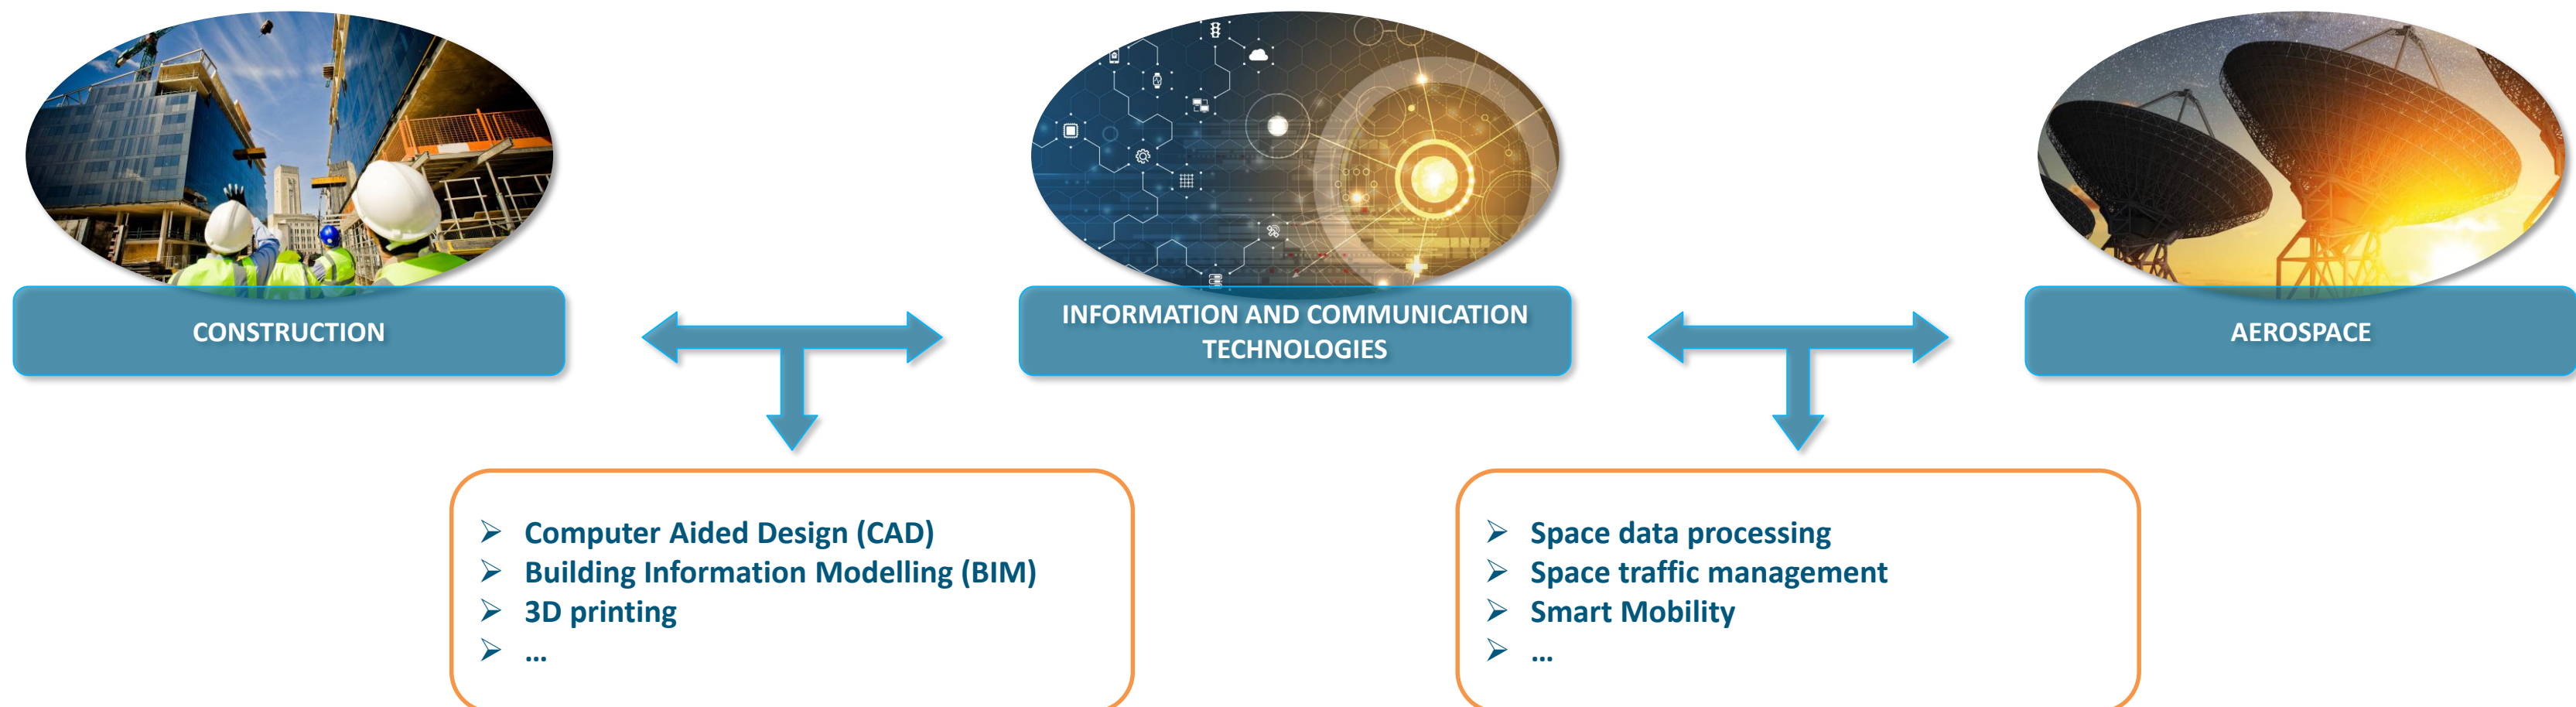 CONSTRUCTION
INFORMATION AND COMMUNICATION
TECHNOLOGIES
AEROSPACE
➢ Computer Aided Design (CAD)
➢ Building Information Modelling (BIM)
➢ 3D printing
➢ …
➢ Space data processing
➢ Space traffic management
➢ Smart Mobility
➢ …